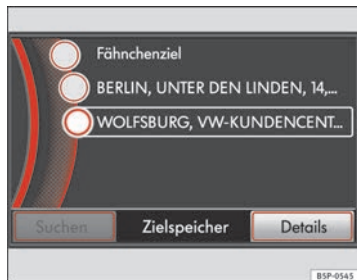 Fähnchenziel
BERLIN, UNTER DEN LINDEN, 14,...
WOLFSBURG, VW-KUNDENCENT...
Suchen Zielspeicher Details
B5P-0545